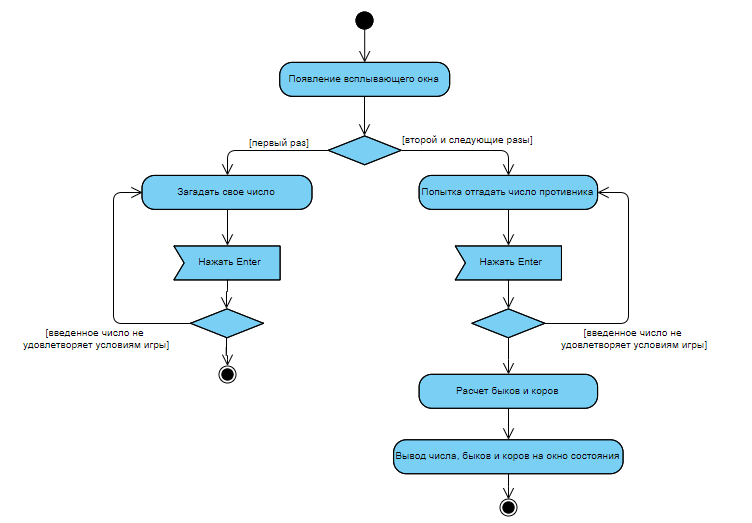 Появление всплывающего окна
[первый раз]
[второй и следующие разы]
Загадать свое число
Попытка отгадать число противника
Нажать Enter
Нажать Enter
[введенное число не
удовлетворяет условиям игры]
[введенное число не
удовлетворяет условиям игры]
Расчет быков и коров
Вывод числа, быков и коров на окно состояния